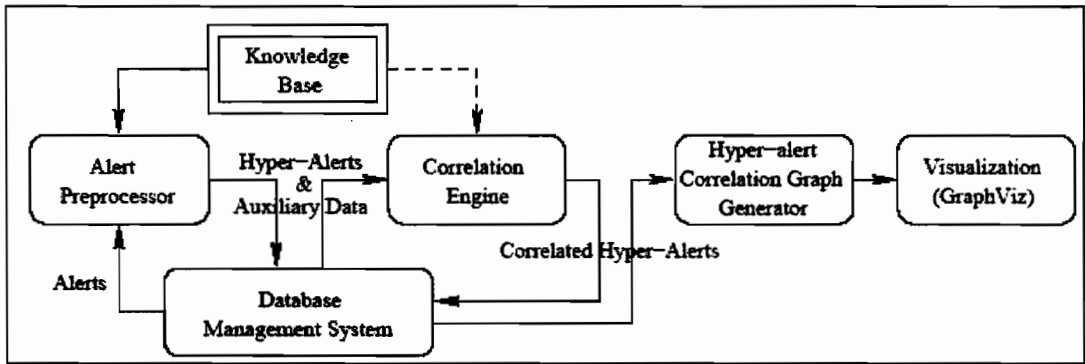 Knowledge
Base
Alert
Preprocessor
Hyper-Alerts
&
Auxiliary Data
Correlation
Engine
Hyper-alert
Correlation Graph
Generator
Visualization
(GraphViz)
Alerts
Correlated Hyper-Alerts
Database
Management System